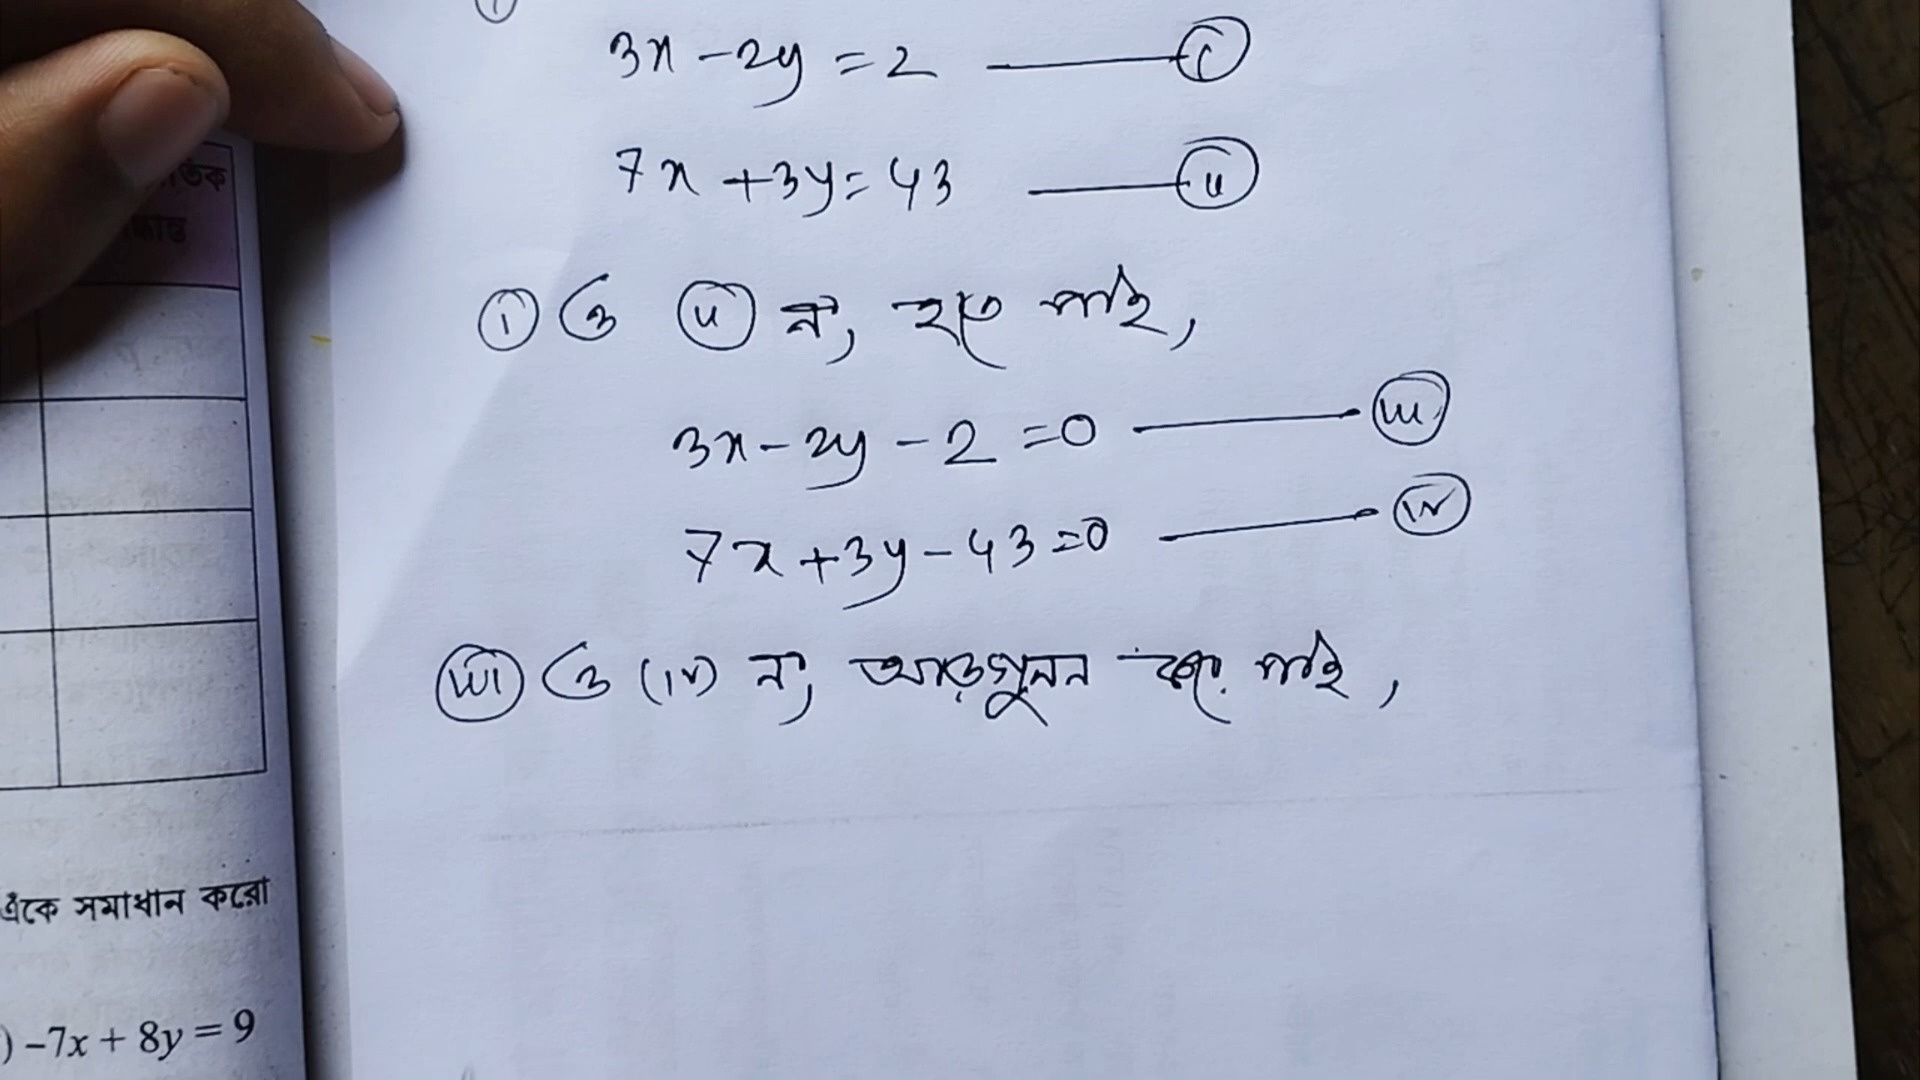 3x - 2y = 2 —— (i)
7x + 3y = 43 —— (ii)
(i) ও (ii) নং হতে পাই,
3x - 2y - 2 = 0 —— (iii)
7x + 3y - 43 = 0 —— (iv)
(iii) ও (iv) নং আড়গুনন করে পাই,
সমাধান করো
) –7x + 8y = 9